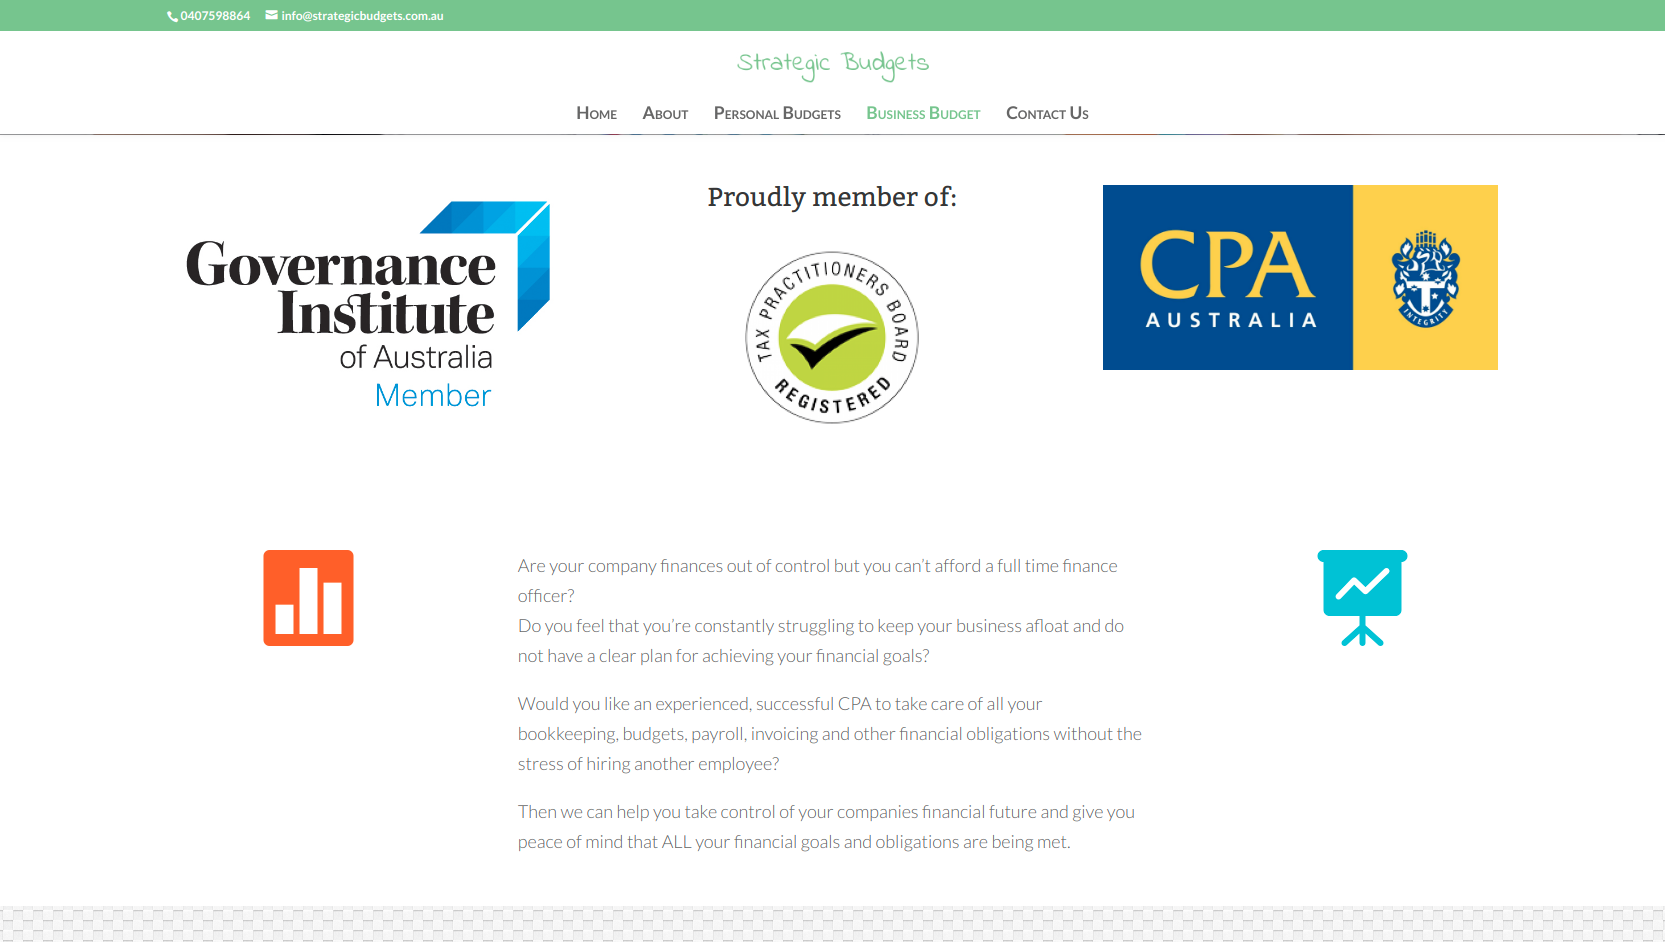 0407598864 info@strategicbudgets.com.au
Strategic Budgets
Home About Personal Budgets Business Budget Contact Us
Proudly member of:
Governance
Institute
of Australia
Member
TAX PRACTITIONERS BOARD
REGISTERED
CPA
AUSTRALIA
INTEGRITY
Are your company finances out of control but you can't afford a full time finance
officer?
Do you feel that you're constantly struggling to keep your business afloat and do
not have a clear plan for achieving your financial goals?
Would you like an experienced, successful CPA to take care of all your
bookkeeping, budgets, payroll, invoicing and other financial obligations without the
stress of hiring another employee?
Then we can help you take control of your companies financial future and give you
peace of mind that ALL your financial goals and obligations are being met.